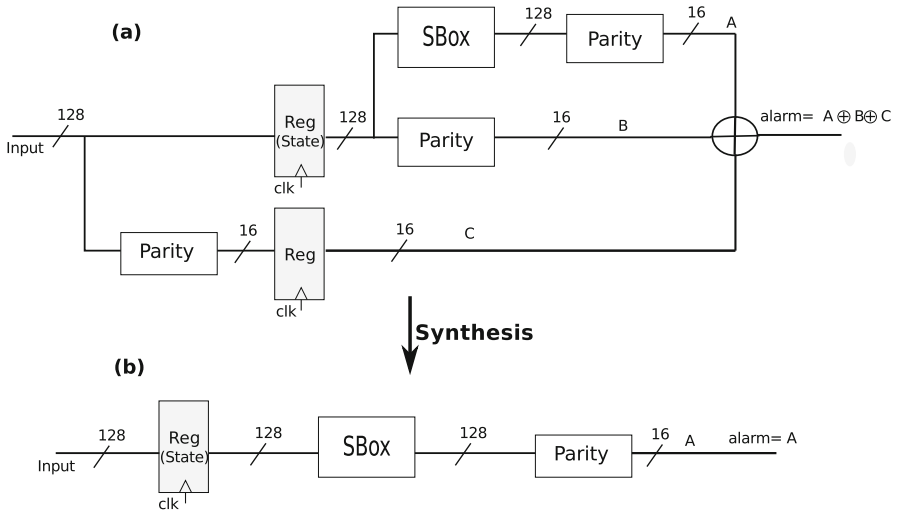 (a)
SBox
128
Parity
16
A
128
Input
Reg
(State)
clk
128
Parity
16
B
alarm= A ⊕ B ⊕ C
Parity
16
Reg
clk
16
C
Synthesis
(b)
Input
128
Reg
(State)
clk
128
SBox
128
Parity
16
A
alarm= A